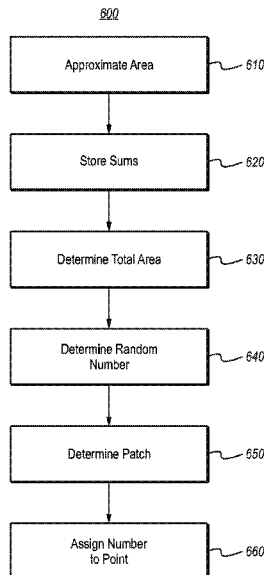 600
Approximate Area
610
Store Sums
620
Determine Total Area
630
Determine Random
Number
640
Determine Patch
650
Assign Number
to Point
660